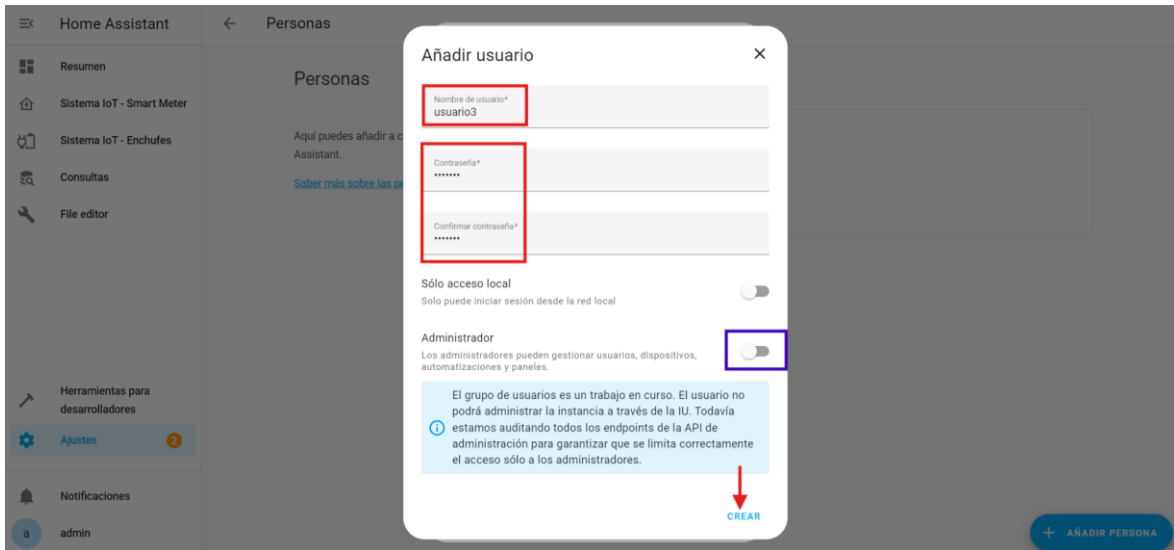 Home Assistant
Personas
Resumen
Sistema IoT - Smart Meter
Sistema IoT - Enchufes
Consultas
File editor
Herramientas para
desarrolladores
Ajustes
2
Notificaciones
a
admin
Personas
Aquí puedes añadir a c
Assistant.
Saber más sobre las pe
Añadir usuario
Nombre de usuario*
usuario3
Contraseña*
•••••••
Confirmar contraseña*
•••••••
Sólo acceso local
Solo puede iniciar sesión desde la red local
Administrador
Los administradores pueden gestionar usuarios, dispositivos,
automatizaciones y paneles.
El grupo de usuarios es un trabajo en curso. El usuario no
podrá administrar la instancia a través de la IU. Todavía
estamos auditando todos los endpoints de la API de
administración para garantizar que se limita correctamente
el acceso sólo a los administradores.
CREAR
+ AÑADIR PERSONA